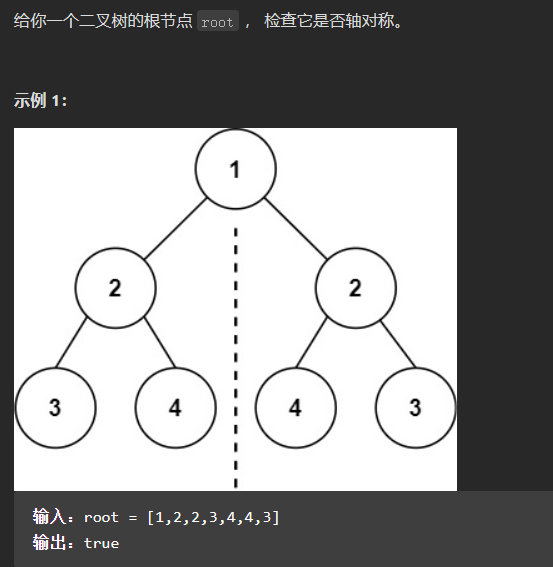 给你一个二叉树的根节点 root ， 检查它是否轴对称。
示例 1：
1
2 2
3 4 4 3
输入：root = [1,2,2,3,4,4,3]
输出：true